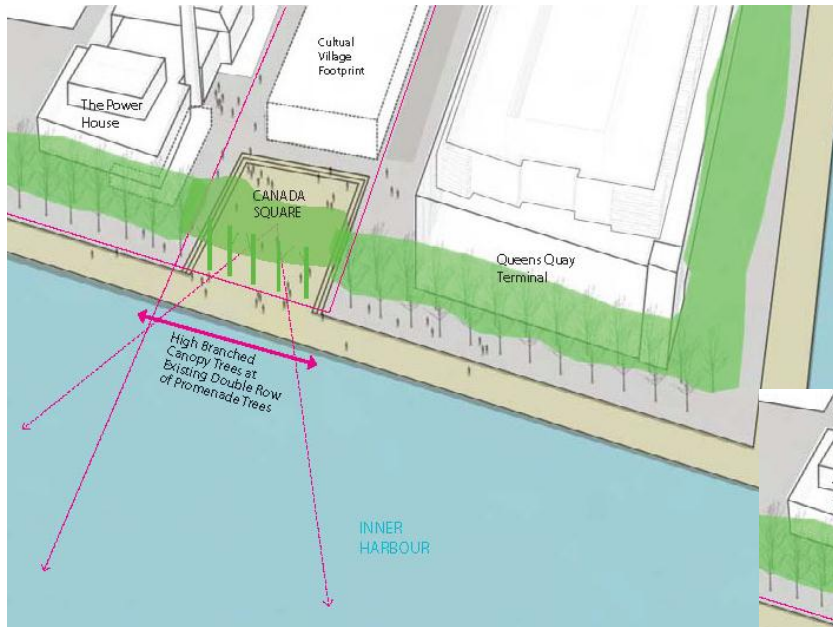 Cultual
Village
Footprint
The Power
House
CANADA
SQUARE
Queens Quay
Terminal
High Branched
Canopy Trees at
Existing Double Row
of Promenade Trees
INNER
HARBOUR